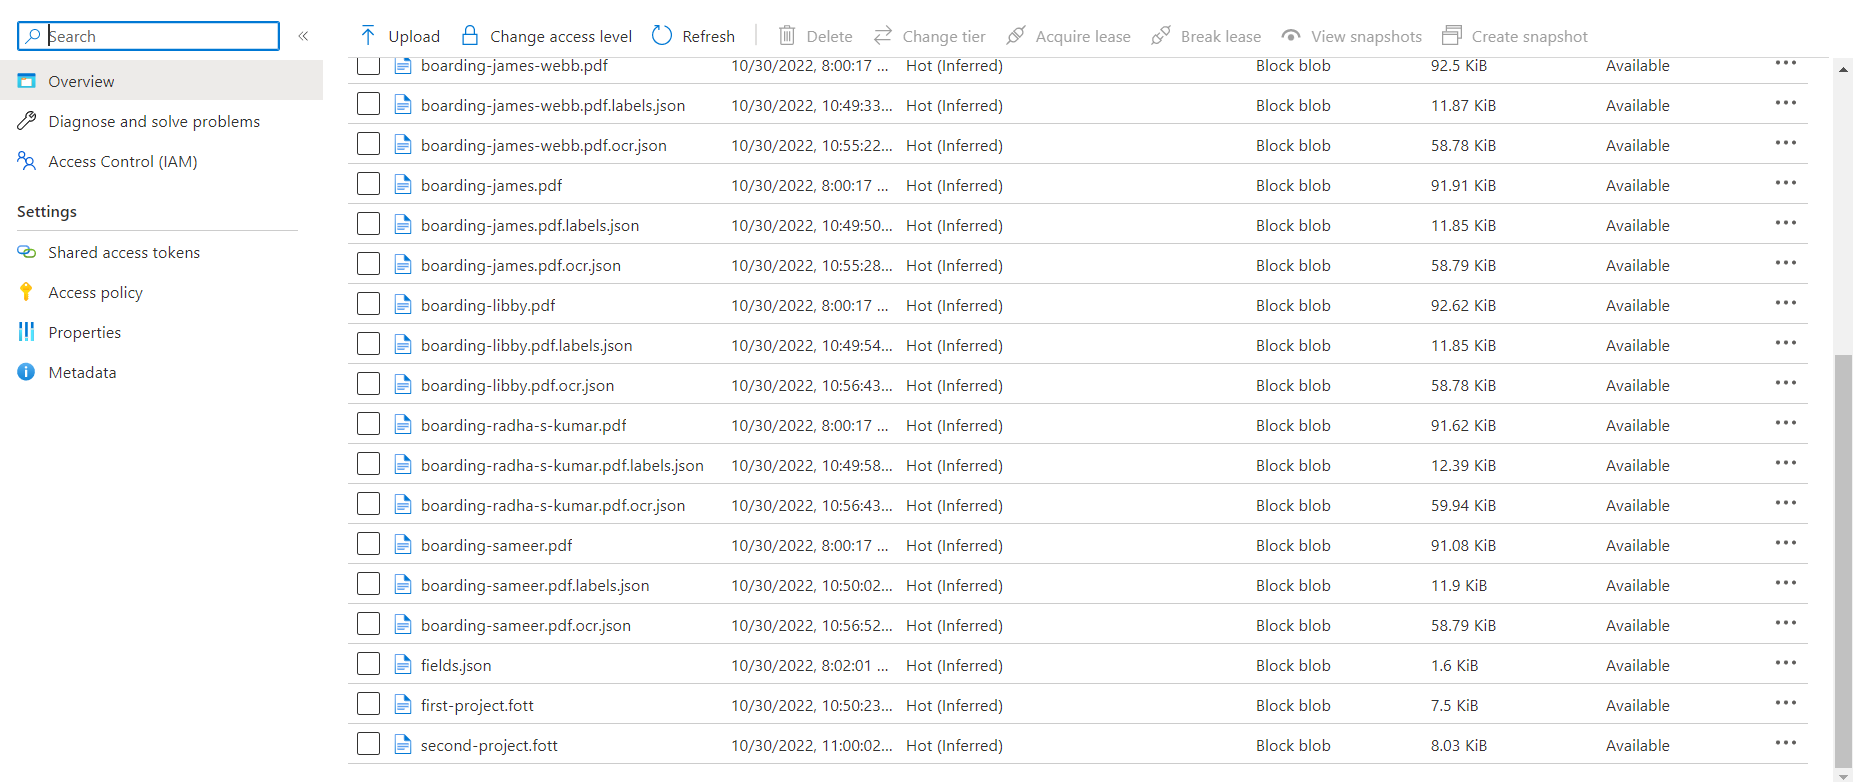 Search
«
Upload Change access level Refresh Delete Change tier Acquire lease Break lease View snapshots Create snapshot
Overview
Diagnose and solve problems
Access Control (IAM)
Settings
Shared access tokens
Access policy
Properties
Metadata
boarding-james-webb.pdf 10/30/2022, 8:00:17 ... Hot (Inferred) Block blob 92.5 KiB Available ...
boarding-james-webb.pdf.labels.json 10/30/2022, 10:49:33... Hot (Inferred) Block blob 11.87 KiB Available ...
boarding-james-webb.pdf.ocr.json 10/30/2022, 10:55:22... Hot (Inferred) Block blob 58.78 KiB Available ...
boarding-james.pdf 10/30/2022, 8:00:17 ... Hot (Inferred) Block blob 91.91 KiB Available ...
boarding-james.pdf.labels.json 10/30/2022, 10:49:50... Hot (Inferred) Block blob 11.85 KiB Available ...
boarding-james.pdf.ocr.json 10/30/2022, 10:55:28... Hot (Inferred) Block blob 58.79 KiB Available ...
boarding-libby.pdf 10/30/2022, 8:00:17 ... Hot (Inferred) Block blob 92.62 KiB Available ...
boarding-libby.pdf.labels.json 10/30/2022, 10:49:54... Hot (Inferred) Block blob 11.85 KiB Available ...
boarding-libby.pdf.ocr.json 10/30/2022, 10:56:43... Hot (Inferred) Block blob 58.78 KiB Available ...
boarding-radha-s-kumar.pdf 10/30/2022, 8:00:17 ... Hot (Inferred) Block blob 91.62 KiB Available ...
boarding-radha-s-kumar.pdf.labels.json 10/30/2022, 10:49:58... Hot (Inferred) Block blob 12.39 KiB Available ...
boarding-radha-s-kumar.pdf.ocr.json 10/30/2022, 10:56:43... Hot (Inferred) Block blob 59.94 KiB Available ...
boarding-sameer.pdf 10/30/2022, 8:00:17 ... Hot (Inferred) Block blob 91.08 KiB Available ...
boarding-sameer.pdf.labels.json 10/30/2022, 10:50:02... Hot (Inferred) Block blob 11.9 KiB Available ...
boarding-sameer.pdf.ocr.json 10/30/2022, 10:56:52... Hot (Inferred) Block blob 58.79 KiB Available ...
fields.json 10/30/2022, 8:02:01 ... Hot (Inferred) Block blob 1.6 KiB Available ...
first-project.fott 10/30/2022, 10:50:23... Hot (Inferred) Block blob 7.5 KiB Available ...
second-project.fott 10/30/2022, 11:00:02... Hot (Inferred) Block blob 8.03 KiB Available ...